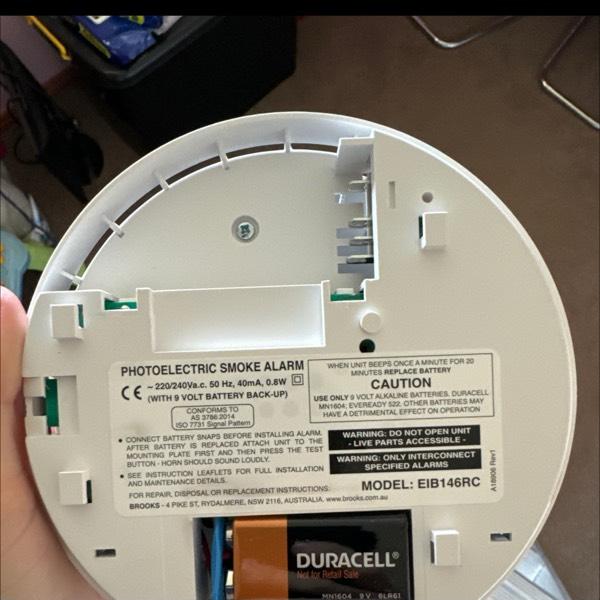 PHOTOELECTRIC SMOKE ALARM
CE ~ 220/240Va.c. 50 Hz, 40mA, 0.8W
(WITH 9 VOLT BATTERY BACK-UP)
CONFORMS TO
AS 3786:2014
ISO 7731 Signal Pattern
• CONNECT BATTERY SNAPS BEFORE INSTALLING ALARM.
AFTER BATTERY IS REPLACED ATTACH UNIT TO THE
MOUNTING PLATE FIRST AND THEN PRESS THE TEST
BUTTON - HORN SHOULD SOUND LOUDLY.
• SEE INSTRUCTION LEAFLETS FOR FULL INSTALLATION
AND MAINTENANCE DETAILS.
FOR REPAIR, DISPOSAL OR REPLACEMENT INSTRUCTIONS:
BROOKS - 4 PIKE ST, RYDALMERE, NSW 2116, AUSTRALIA. www.brooks.com.au
WHEN UNIT BEEPS ONCE A MINUTE FOR 20
MINUTES REPLACE BATTERY
CAUTION
USE ONLY 9 VOLT ALKALINE BATTERIES, DURACELL
MN1604; EVEREADY 522. OTHER BATTERIES MAY
HAVE A DETRIMENTAL EFFECT ON OPERATION
WARNING: DO NOT OPEN UNIT
- LIVE PARTS ACCESSIBLE -
WARNING: ONLY INTERCONNECT
SPECIFIED ALARMS
MODEL: EIB146RC
A18906 Rev1
DURACELL®
Not for Retail Sale
MN1604 9V 6LR61